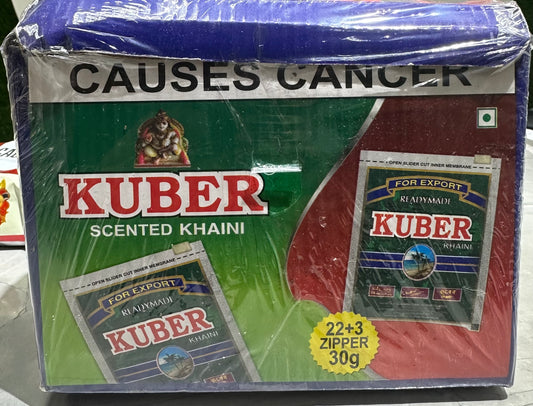 CAUSES CANCER
KUBER
SCENTED KHAINI
OPEN SLIDER CUT INNER MEMBRANE
FOR EXPORT
READYMADE
KUBER
KHAINI
OPEN SLIDER CUT INNER MEMBRANE
FOR EXPORT
READYMADE
KUBER
KHAINI
22+3
ZIPPER
30g